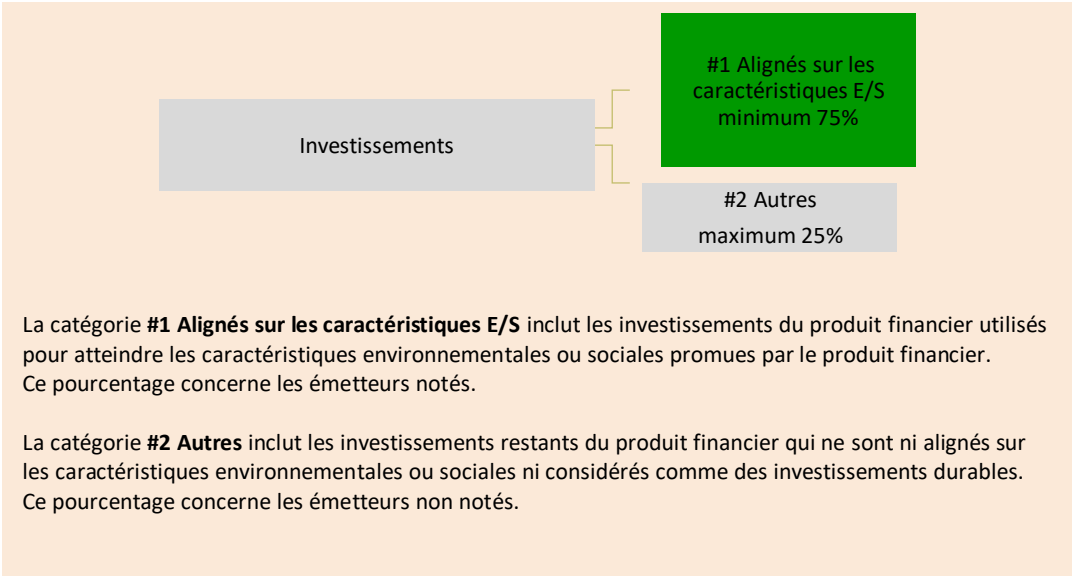 #1 Alignés sur les
caractéristiques E/S
minimum 75%
Investissements
#2 Autres
maximum 25%
La catégorie #1 Alignés sur les caractéristiques E/S inclut les investissements du produit financier utilisés
pour atteindre les caractéristiques environnementales ou sociales promues par le produit financier.
Ce pourcentage concerne les émetteurs notés.
La catégorie #2 Autres inclut les investissements restants du produit financier qui ne sont ni alignés sur
les caractéristiques environnementales ou sociales ni considérés comme des investissements durables.
Ce pourcentage concerne les émetteurs non notés.